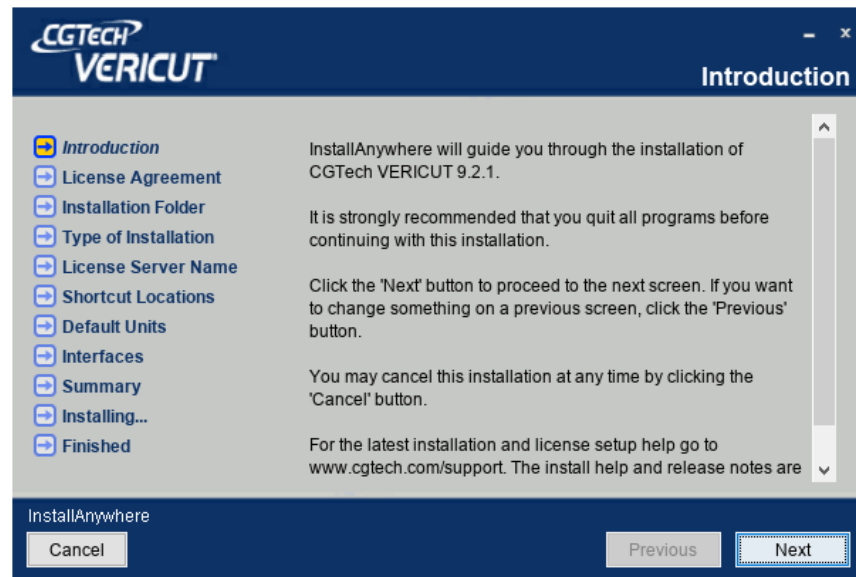 CGTECH
VERICUT
Introduction
Introduction
License Agreement
Installation Folder
Type of Installation
License Server Name
Shortcut Locations
Default Units
Interfaces
Summary
Installing...
Finished
InstallAnywhere will guide you through the installation of
CGTech VERICUT 9.2.1.
It is strongly recommended that you quit all programs before
continuing with this installation.
Click the 'Next' button to proceed to the next screen. If you want
to change something on a previous screen, click the 'Previous'
button.
You may cancel this installation at any time by clicking the
'Cancel' button.
For the latest installation and license setup help go to
www.cgtech.com/support. The install help and release notes are
InstallAnywhere
Cancel
Previous
Next